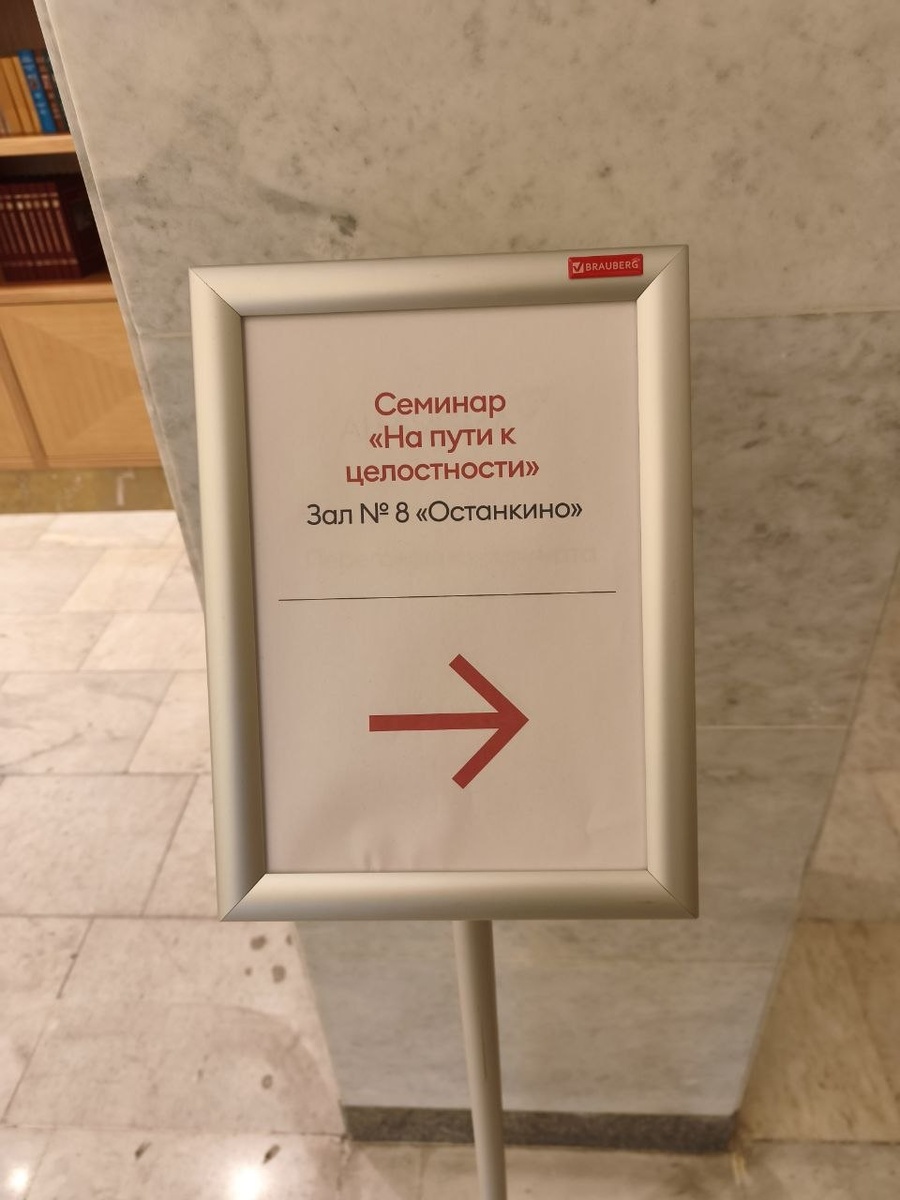 BRAUBERG
Семинар
«На пути к
целостности»
Зал № 8 «Останкино»